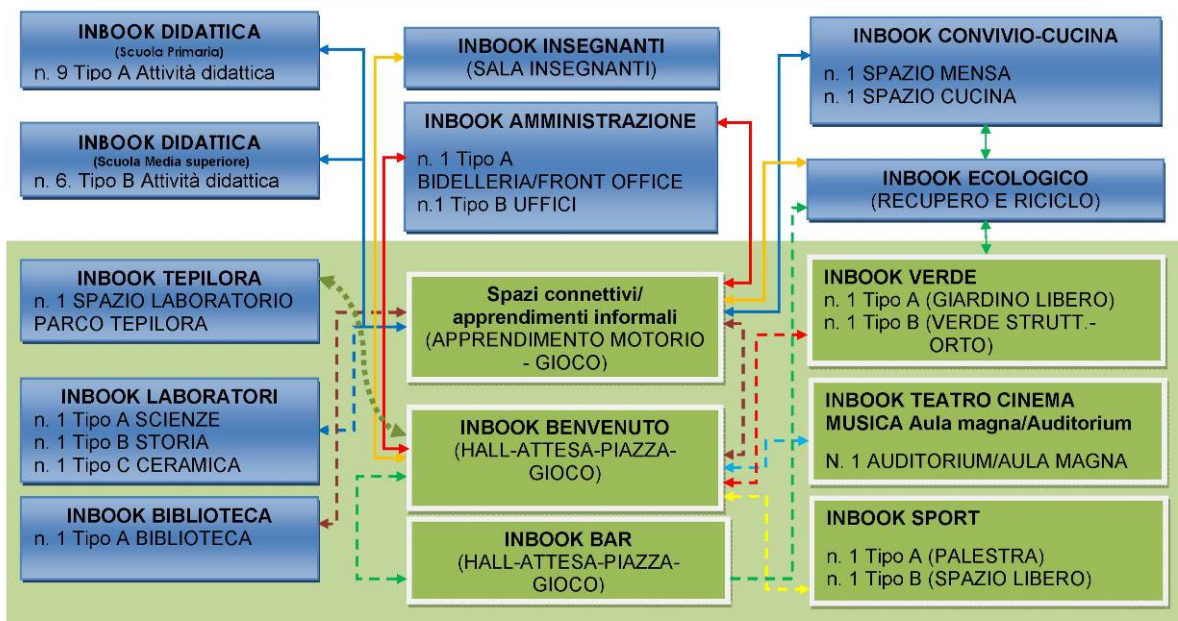 INBOOK DIDATTICA
(Scuola Primaria)
n. 9 Tipo A Attività didattica
INBOOK DIDATTICA
(Scuola Media superiore)
n. 6. Tipo B Attività didattica
INBOOK TEPILORA
n. 1 SPAZIO LABORATORIO
PARCO TEPILORA
INBOOK LABORATORI
n. 1 Tipo A SCIENZE
n. 1 Tipo B STORIA
n. 1 Tipo C CERAMICA
INBOOK BIBLIOTECA
n. 1 Tipo A BIBLIOTECA
INBOOK INSEGNANTI
(SALA INSEGNANTI)
INBOOK AMMINISTRAZIONE
n. 1 Tipo A
BIDELLERIA/FRONT OFFICE
n.1 Tipo B UFFICI
Spazi connettivi/
apprendimenti informali
(APPRENDIMENTO MOTORIO
- GIOCO)
INBOOK BENVENUTO
(HALL-ATTESA-PIAZZA-
GIOCO)
INBOOK BAR
(HALL-ATTESA-PIAZZA-
GIOCO)
INBOOK CONVIVIO-CUCINA
n. 1 SPAZIO MENSA
n. 1 SPAZIO CUCINA
INBOOK ECOLOGICO
(RECUPERO E RICICLO)
INBOOK VERDE
n. 1 Tipo A (GIARDINO LIBERO)
n. 1 Tipo B (VERDE STRUTT.-
ORTO)
INBOOK TEATRO CINEMA
MUSICA Aula magna/Auditorium
N. 1 AUDITORIUM/AULA MAGNA
INBOOK SPORT
n. 1 Tipo A (PALESTRA)
n. 1 Tipo B (SPAZIO LIBERO)